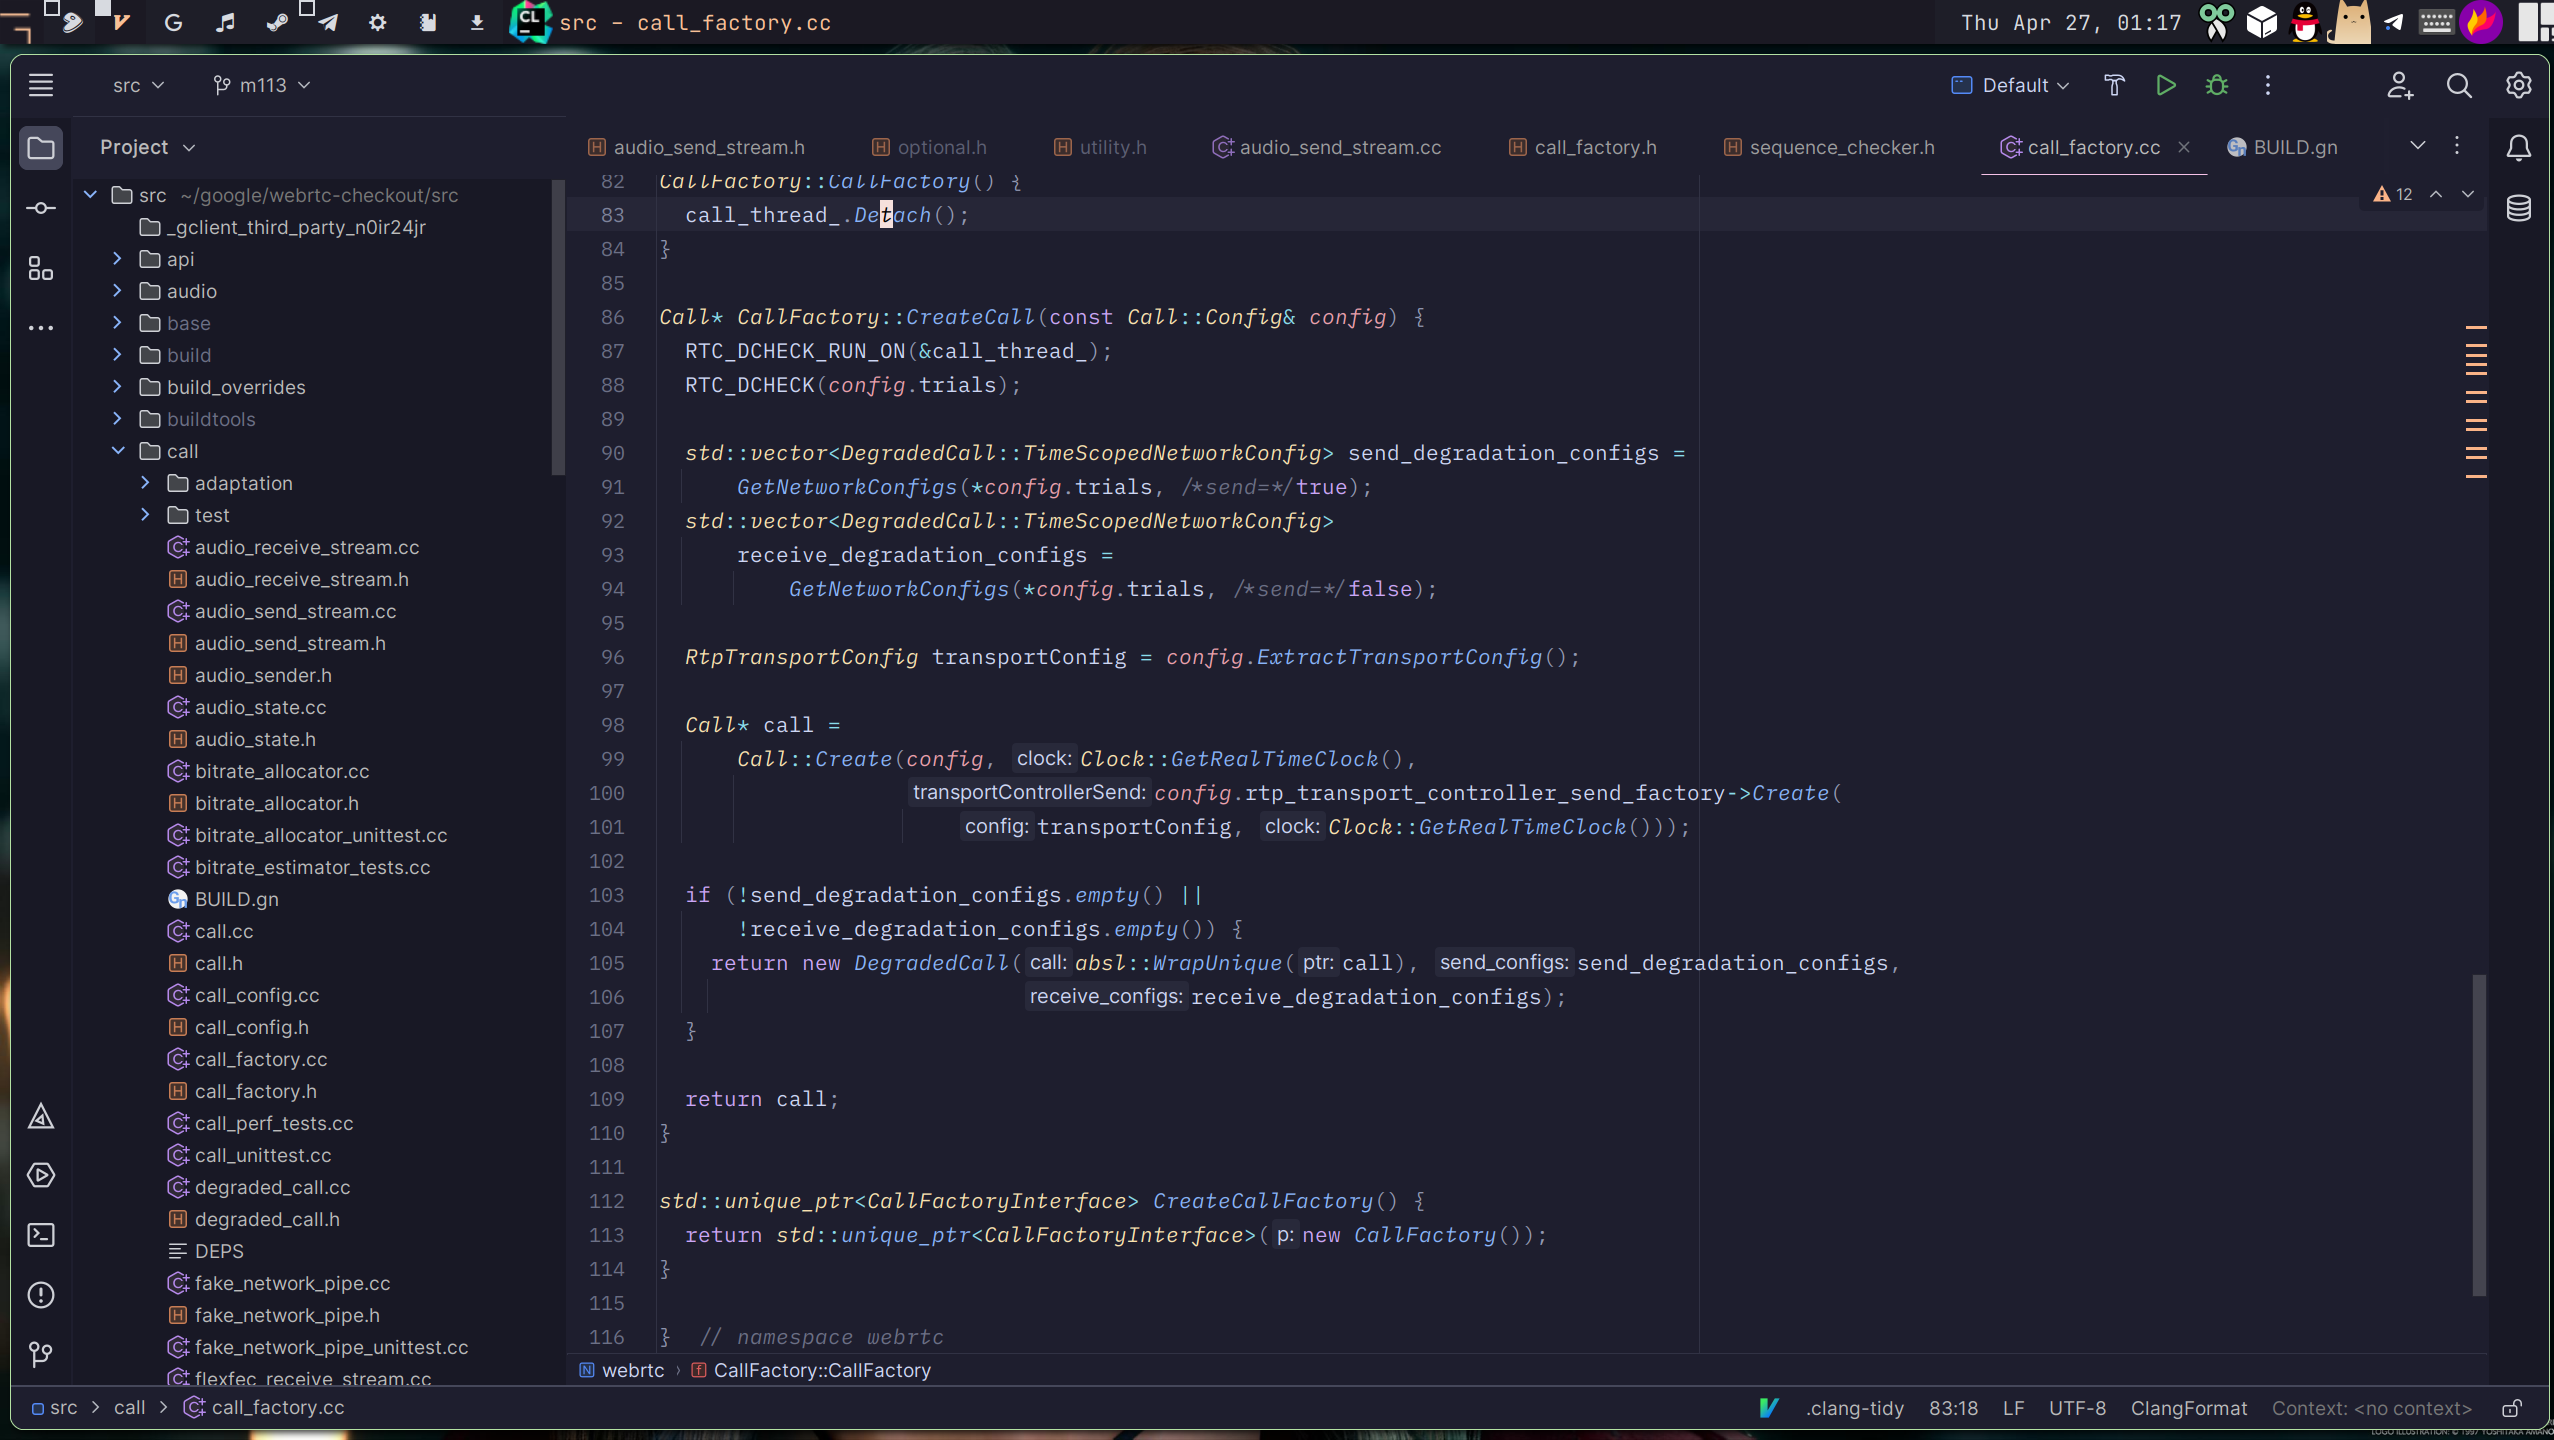 src - call_factory.cc
Thu Apr 27, 01:17
src
m113
Default
Project
audio_send_stream.h
optional.h
utility.h
audio_send_stream.cc
call_factory.h
sequence_checker.h
call_factory.cc
BUILD.gn
src ~/google/webrtc-checkout/src
_gclient_third_party_n0ir24jr
api
audio
base
build
build_overrides
buildtools
call
adaptation
test
audio_receive_stream.cc
audio_receive_stream.h
audio_send_stream.cc
audio_send_stream.h
audio_sender.h
audio_state.cc
audio_state.h
bitrate_allocator.cc
bitrate_allocator.h
bitrate_allocator_unittest.cc
bitrate_estimator_tests.cc
BUILD.gn
call.cc
call.h
call_config.cc
call_config.h
call_factory.cc
call_factory.h
call_perf_tests.cc
call_unittest.cc
degraded_call.cc
degraded_call.h
DEPS
fake_network_pipe.cc
fake_network_pipe.h
fake_network_pipe_unittest.cc
flexfec_receive_stream.cc
12
82 CallFactory::CallFactory() {
83 call_thread_.Detach();
84 }
85
86 Call* CallFactory::CreateCall(const Call::Config& config) {
87 RTC_DCHECK_RUN_ON(&call_thread_);
88 RTC_DCHECK(config.trials);
89
90 std::vector<DegradedCall::TimeScopedNetworkConfig> send_degradation_configs =
91 GetNetworkConfigs(*config.trials, /*send=*/true);
92 std::vector<DegradedCall::TimeScopedNetworkConfig>
93 receive_degradation_configs =
94 GetNetworkConfigs(*config.trials, /*send=*/false);
95
96 RtpTransportConfig transportConfig = config.ExtractTransportConfig();
97
98 Call* call =
99 Call::Create(config, clock: Clock::GetRealTimeClock(),
100 transportControllerSend: config.rtp_transport_controller_send_factory->Create(
101 config: transportConfig, clock: Clock::GetRealTimeClock()));
102
103 if (!send_degradation_configs.empty() ||
104 !receive_degradation_configs.empty()) {
105 return new DegradedCall( call: absl::WrapUnique( ptr: call), send_configs: send_degradation_configs,
106 receive_configs: receive_degradation_configs);
107 }
108
109 return call;
110 }
111
112 std::unique_ptr<CallFactoryInterface> CreateCallFactory() {
113 return std::unique_ptr<CallFactoryInterface>( p: new CallFactory());
114 }
115
116 } // namespace webrtc
webrtc › CallFactory::CallFactory
src > call > call_factory.cc
.clang-tidy
83:18
LF
UTF-8
ClangFormat
Context: <no context>